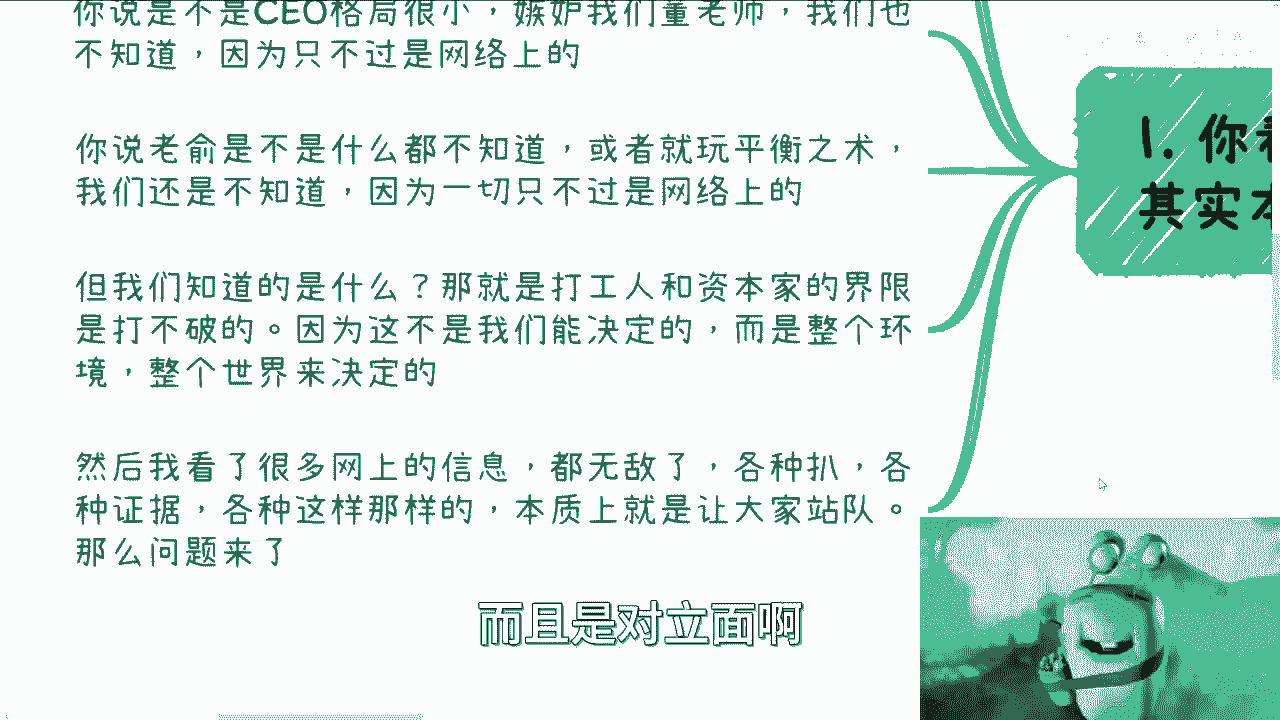 你说是不是CEO格局很小，嫉妒我们董老师，我们也
不知道，因为只不过是网络上的
你说老俞是不是什么都不知道，或者就玩平衡之术，
我们还是不知道，因为一切只不过是网络上的
但我们知道的是什么？那就是打工人和资本家的界限
是打不破的。因为这不是我们能决定的，而是整个环
境，整个世界来决定的
然后我看了很多网上的信息，都无敌了，各种扒，各
种证据，各种这样那样的，本质上就是让大家站队。
那么问题来了
1. 你
其实
而且是对立面啊